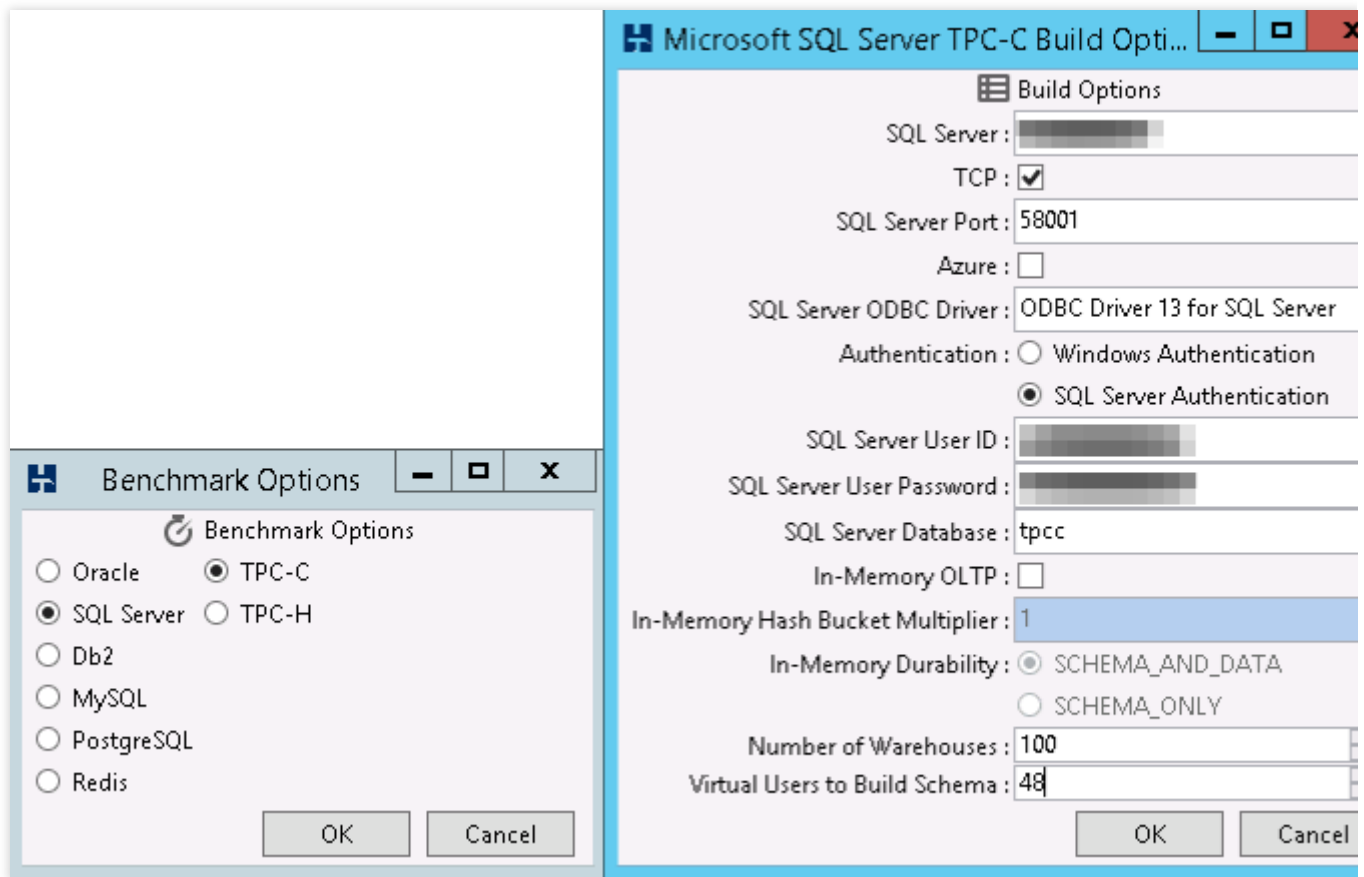 Benchmark Options
Benchmark Options
Oracle TPC-C
SQL Server TPC-H
Db2
MySQL
PostgreSQL
Redis
OK Cancel
Microsoft SQL Server TPC-C Build Opti...
Build Options
SQL Server :
TCP :
SQL Server Port : 58001
Azure :
SQL Server ODBC Driver : ODBC Driver 13 for SQL Server
Authentication : Windows Authentication
SQL Server Authentication
SQL Server User ID :
SQL Server User Password :
SQL Server Database : tpcc
In-Memory OLTP :
In-Memory Hash Bucket Multiplier : 1
In-Memory Durability : SCHEMA_AND_DATA
SCHEMA_ONLY
Number of Warehouses : 100
Virtual Users to Build Schema : 48
OK Cancel